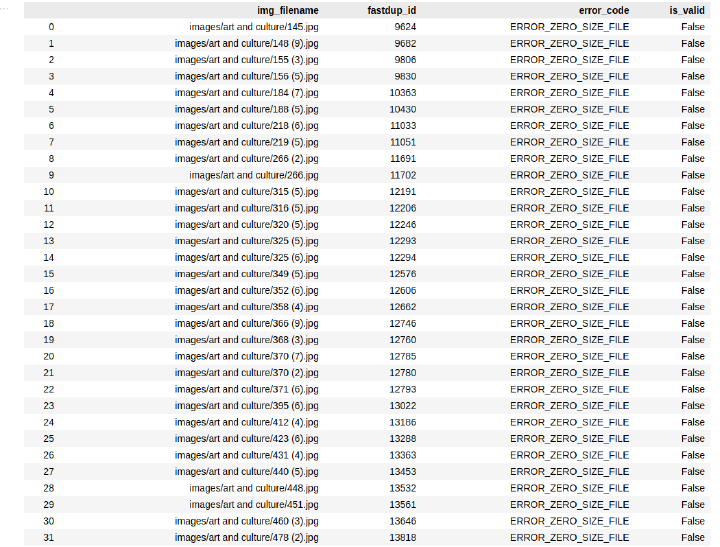 img_filename fastdup_id error_code is_valid
0 images/art and culture/145.jpg 9624 ERROR_ZERO_SIZE_FILE False
1 images/art and culture/148 (9).jpg 9682 ERROR_ZERO_SIZE_FILE False
2 images/art and culture/155 (3).jpg 9806 ERROR_ZERO_SIZE_FILE False
3 images/art and culture/156 (5).jpg 9830 ERROR_ZERO_SIZE_FILE False
4 images/art and culture/184 (7).jpg 10363 ERROR_ZERO_SIZE_FILE False
5 images/art and culture/188 (5).jpg 10430 ERROR_ZERO_SIZE_FILE False
6 images/art and culture/218 (6).jpg 11033 ERROR_ZERO_SIZE_FILE False
7 images/art and culture/219 (5).jpg 11051 ERROR_ZERO_SIZE_FILE False
8 images/art and culture/266 (2).jpg 11691 ERROR_ZERO_SIZE_FILE False
9 images/art and culture/266.jpg 11702 ERROR_ZERO_SIZE_FILE False
10 images/art and culture/315 (5).jpg 12191 ERROR_ZERO_SIZE_FILE False
11 images/art and culture/316 (5).jpg 12206 ERROR_ZERO_SIZE_FILE False
12 images/art and culture/320 (5).jpg 12246 ERROR_ZERO_SIZE_FILE False
13 images/art and culture/325 (5).jpg 12293 ERROR_ZERO_SIZE_FILE False
14 images/art and culture/325 (6).jpg 12294 ERROR_ZERO_SIZE_FILE False
15 images/art and culture/349 (5).jpg 12576 ERROR_ZERO_SIZE_FILE False
16 images/art and culture/352 (6).jpg 12606 ERROR_ZERO_SIZE_FILE False
17 images/art and culture/358 (4).jpg 12662 ERROR_ZERO_SIZE_FILE False
18 images/art and culture/366 (9).jpg 12746 ERROR_ZERO_SIZE_FILE False
19 images/art and culture/368 (3).jpg 12760 ERROR_ZERO_SIZE_FILE False
20 images/art and culture/370 (7).jpg 12785 ERROR_ZERO_SIZE_FILE False
21 images/art and culture/370 (2).jpg 12780 ERROR_ZERO_SIZE_FILE False
22 images/art and culture/371 (6).jpg 12793 ERROR_ZERO_SIZE_FILE False
23 images/art and culture/395 (6).jpg 13022 ERROR_ZERO_SIZE_FILE False
24 images/art and culture/412 (4).jpg 13186 ERROR_ZERO_SIZE_FILE False
25 images/art and culture/423 (6).jpg 13288 ERROR_ZERO_SIZE_FILE False
26 images/art and culture/431 (4).jpg 13363 ERROR_ZERO_SIZE_FILE False
27 images/art and culture/440 (5).jpg 13453 ERROR_ZERO_SIZE_FILE False
28 images/art and culture/448.jpg 13532 ERROR_ZERO_SIZE_FILE False
29 images/art and culture/451.jpg 13561 ERROR_ZERO_SIZE_FILE False
30 images/art and culture/460 (3).jpg 13646 ERROR_ZERO_SIZE_FILE False
31 images/art and culture/478 (2).jpg 13818 ERROR_ZERO_SIZE_FILE False